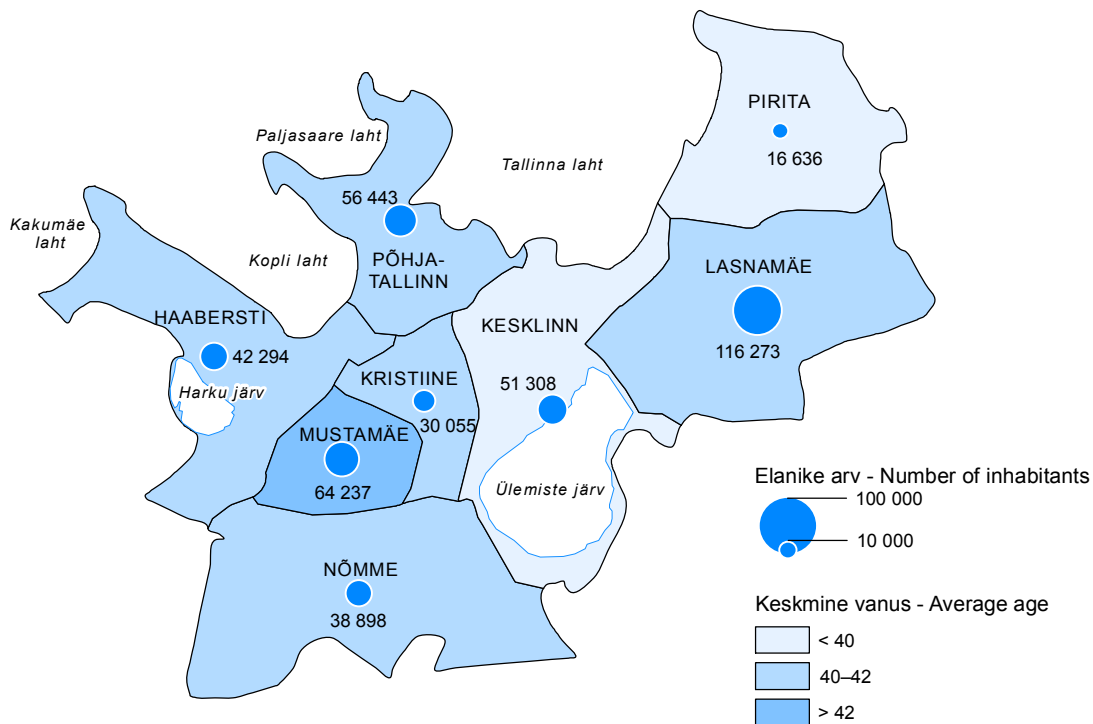 PIRITA
16 636
Paljasaare laht
Tallinna laht
56 443
Kakumäe
laht
Kopli laht
PÕHJA-
TALLINN
LASNAMÄE
116 273
HAABERSTI
42 294
Harku järv
KESKLINN
51 308
KRISTIINE
30 055
MUSTAMÄE
64 237
Ülemiste järv
NÕMME
38 898
Elanike arv - Number of inhabitants
100 000
10 000
Keskmine vanus - Average age
< 40
40–42
> 42